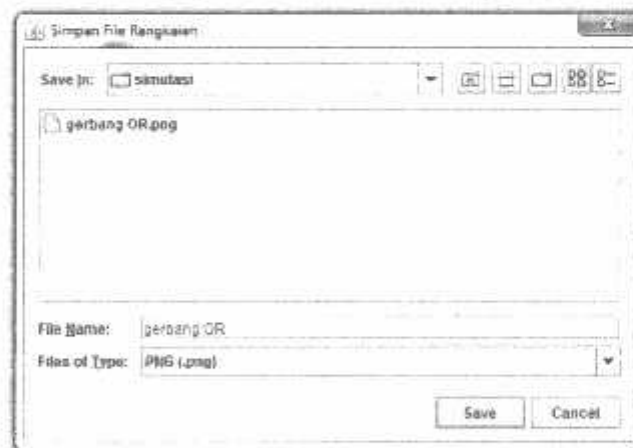 Simpan File Rangkaian
Save In: simulasi
gerbang OR.png
File Name: gerbang OR
Files of Type: PNG (.png)
Save Cancel